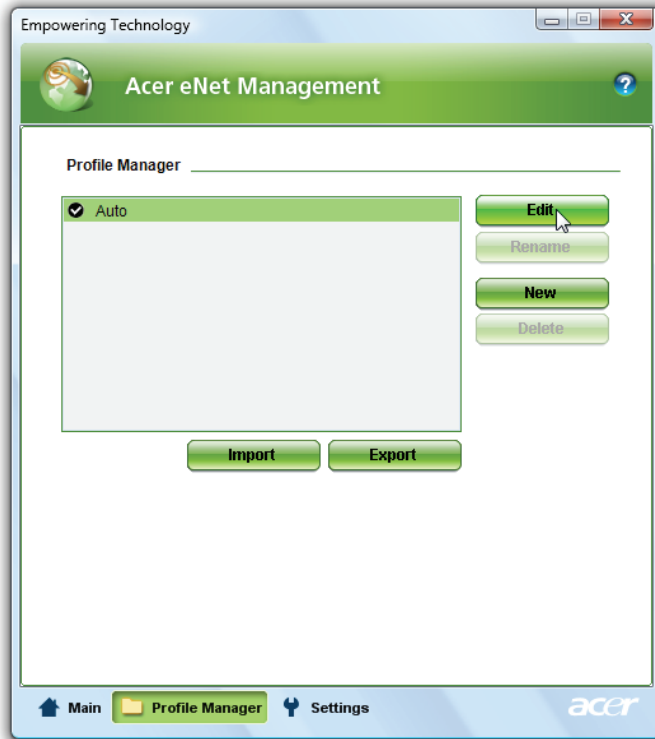 Empowering Technology
Acer eNet Management
?
Profile Manager
Auto
Edit
Rename
New
Delete
Import Export
Main Profile Manager Settings acer